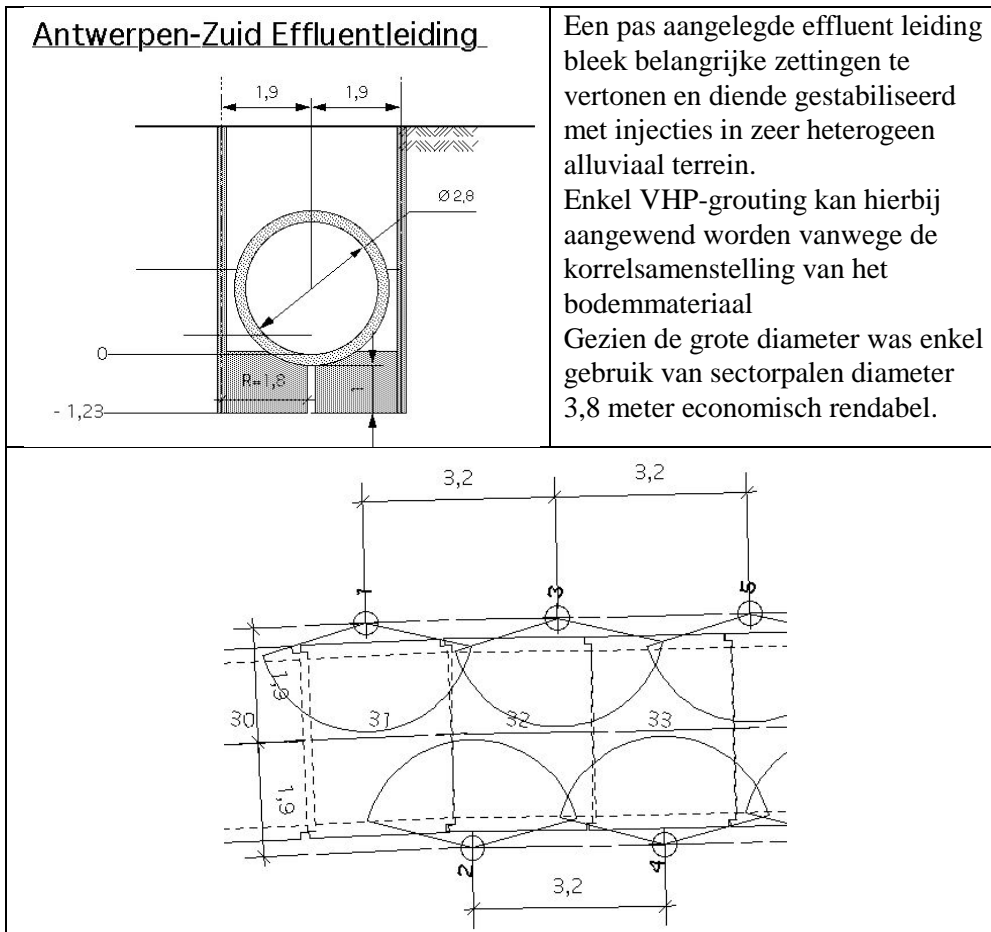 Antwerpen-Zuid Effluentleiding
1,9
1,9
Ø2,8
0
R=1,8
1
- 1,23
Een pas aangelegde effluent leiding
bleek belangrijke zettingen te
vertonen en diende gestabiliseerd
met injecties in zeer heterogeen
alluviaal terrein.
Enkel VHP-grouting kan hierbij
aangewend worden vanwege de
korrelsamenstelling van het
bodemmateriaal
Gezien de grote diameter was enkel
gebruik van sectorpalen diameter
3,8 meter economisch rendabel.
3,2
3,2
1
3
5
1,9
30
31
32
33
1,9
2
4
3,2